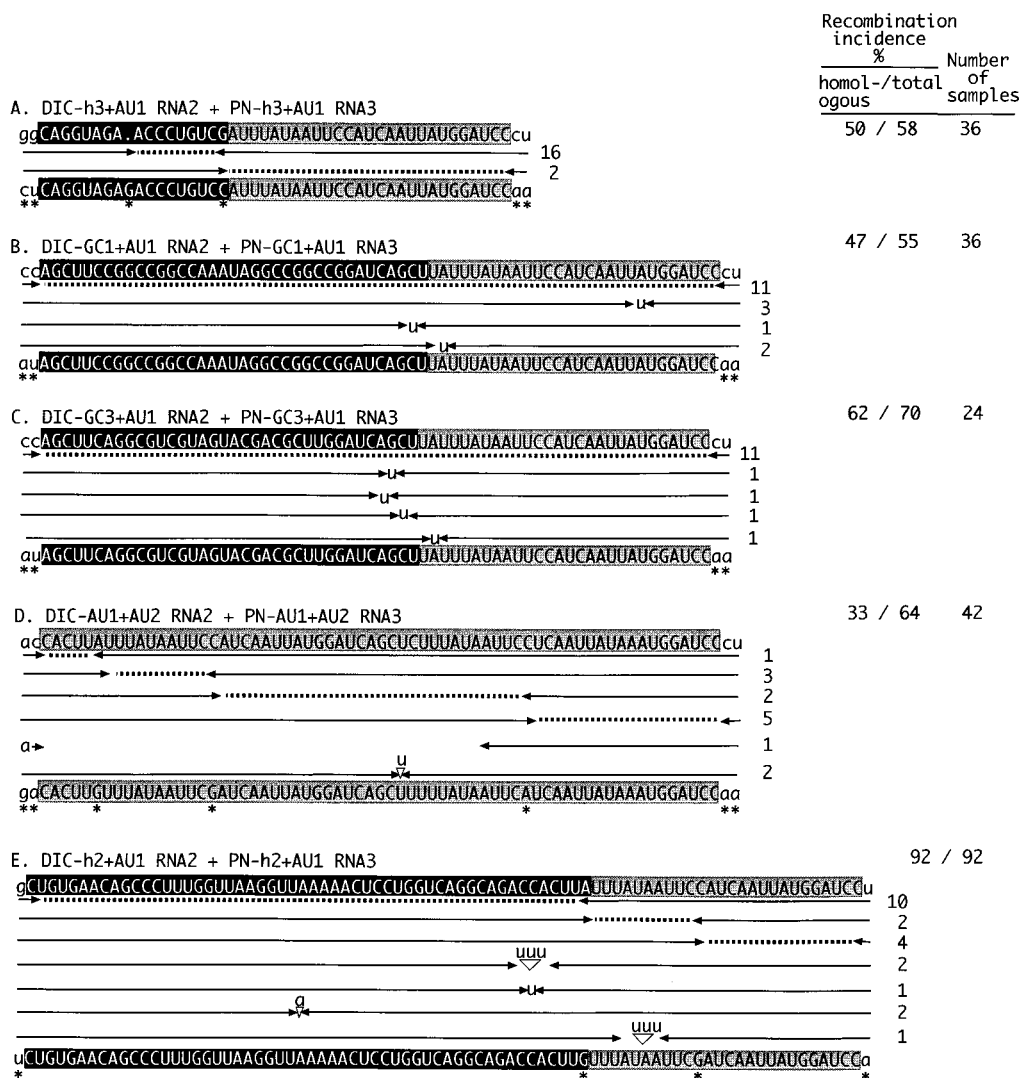 Recombination
incidence
%
Number
of
samples
homol-/total
ogous
A. DIC-h3+AU1 RNA2 + PN-h3+AU1 RNA3
50 / 58 36
ggCAGGUAGA.ACCCUGUCGAUUUAUAAUUCCAUCAAUUAUGGAUCCcu
16
2
cuCAGGUAGAGACCCUGUCCAUUUAUAAUUCCAUCAAUUAUGGAUCCaa
** * * **
B. DIC-GC1+AU1 RNA2 + PN-GC1+AU1 RNA3
47 / 55 36
ccAGCUUCCGGCCGGCCAAAUAGGCCGGCCGGAUCAGCUUAUUUAUAAUUCCAUCAAUUAUGGAUCCcu
11
3
u
1
u
2
u
auAGCUUCCGGCCGGCCAAAUAGGCCGGCCGGAUCAGCUUAUUUAUAAUUCCAUCAAUUAUGGAUCCaa
** **
C. DIC-GC3+AU1 RNA2 + PN-GC3+AU1 RNA3
62 / 70 24
ccAGCUUCAGGCGUCGUAGUACGACGCUUGGAUCAGCUUAUUUAUAAUUCCAUCAAUUAUGGAUCCcu
11
u 1
u 1
u 1
u 1
auAGCUUCAGGCGUCGUAGUACGACGCUUGGAUCAGCUUAUUUAUAAUUCCAUCAAUUAUGGAUCCaa
** **
D. DIC-AU1+AU2 RNA2 + PN-AU1+AU2 RNA3
33 / 64 42
acCACUUAUUUAUAAUUCCAUCAAUUAUGGAUCAGCUCUUUAUAAUUCCUCAAUUAUAAAUGGAUCCcu
1
3
2
5
a 1
u
2
gaCACUUGUUUAUAAUUCGAUCAAUUAUGGAUCAGCUUUUUAUAAUUCAUCAAUUAUAAAUGGAUCCaa
** * * * **
E. DIC-h2+AU1 RNA2 + PN-h2+AU1 RNA3
92 / 92
gCUGUGAACAGCCCUUUGGUUAAGGUUAAAAACUCCUGGUCAGGCAGACCACUUAUUUAUAAUUCCAUCAAUUAUGGAUCCu
10
2
4
uuu
2
u 1
a
2
uuu
1
uCUGUGAACAGCCCUUUGGUUAAGGUUAAAAACUCCUGGUCAGGCAGACCACUUGUUUAUAAUUCGAUCAAUUAUGGAUCCa
* * * *